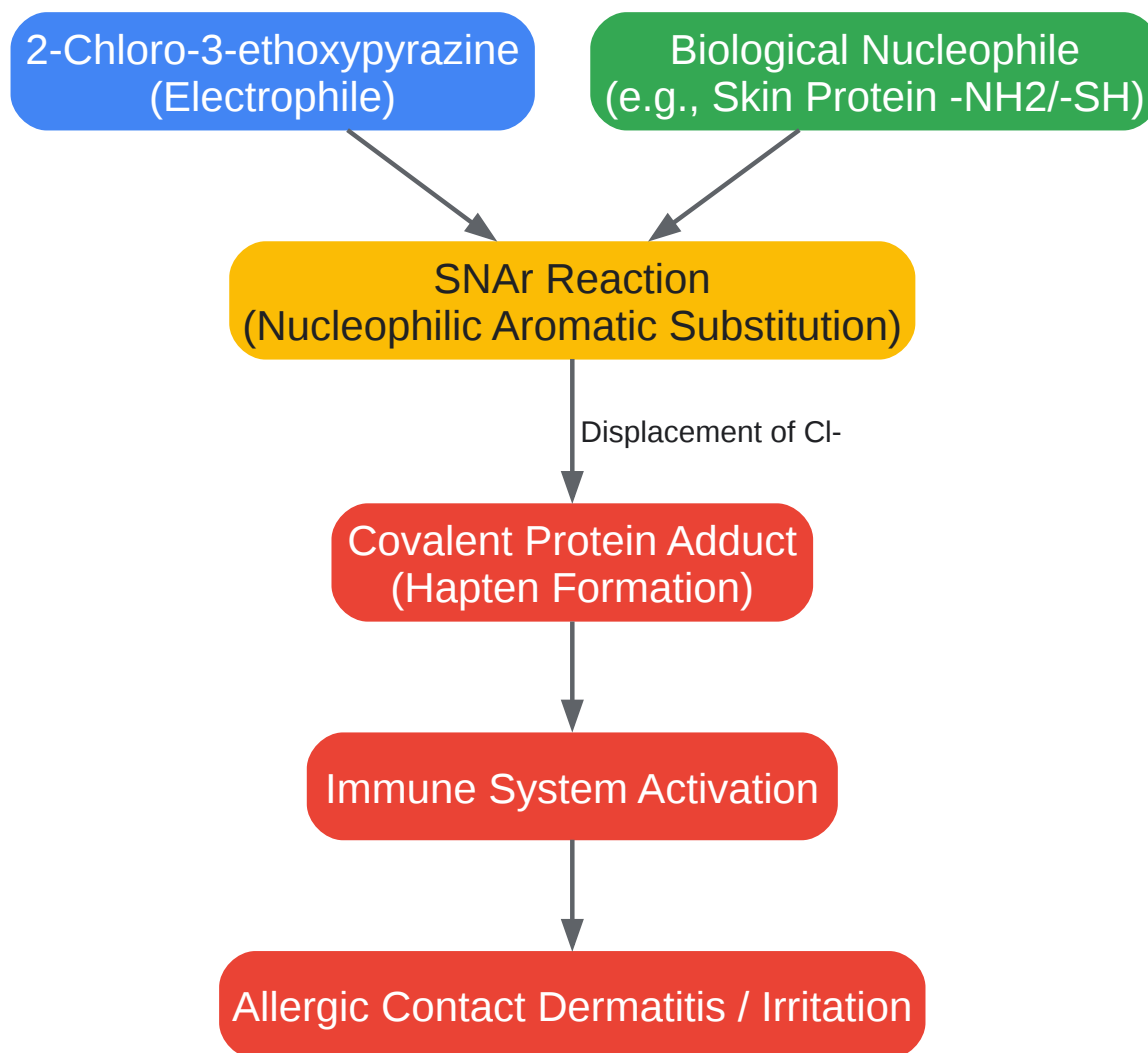 2-Chloro-3-ethoxypyrazine
(Electrophile)
Biological Nucleophile
(e.g., Skin Protein -NH2/-SH)
SNAr Reaction
(Nucleophilic Aromatic Substitution)
Displacement of Cl-
Covalent Protein Adduct
(Hapten Formation)
Immune System Activation
Allergic Contact Dermatitis / Irritation